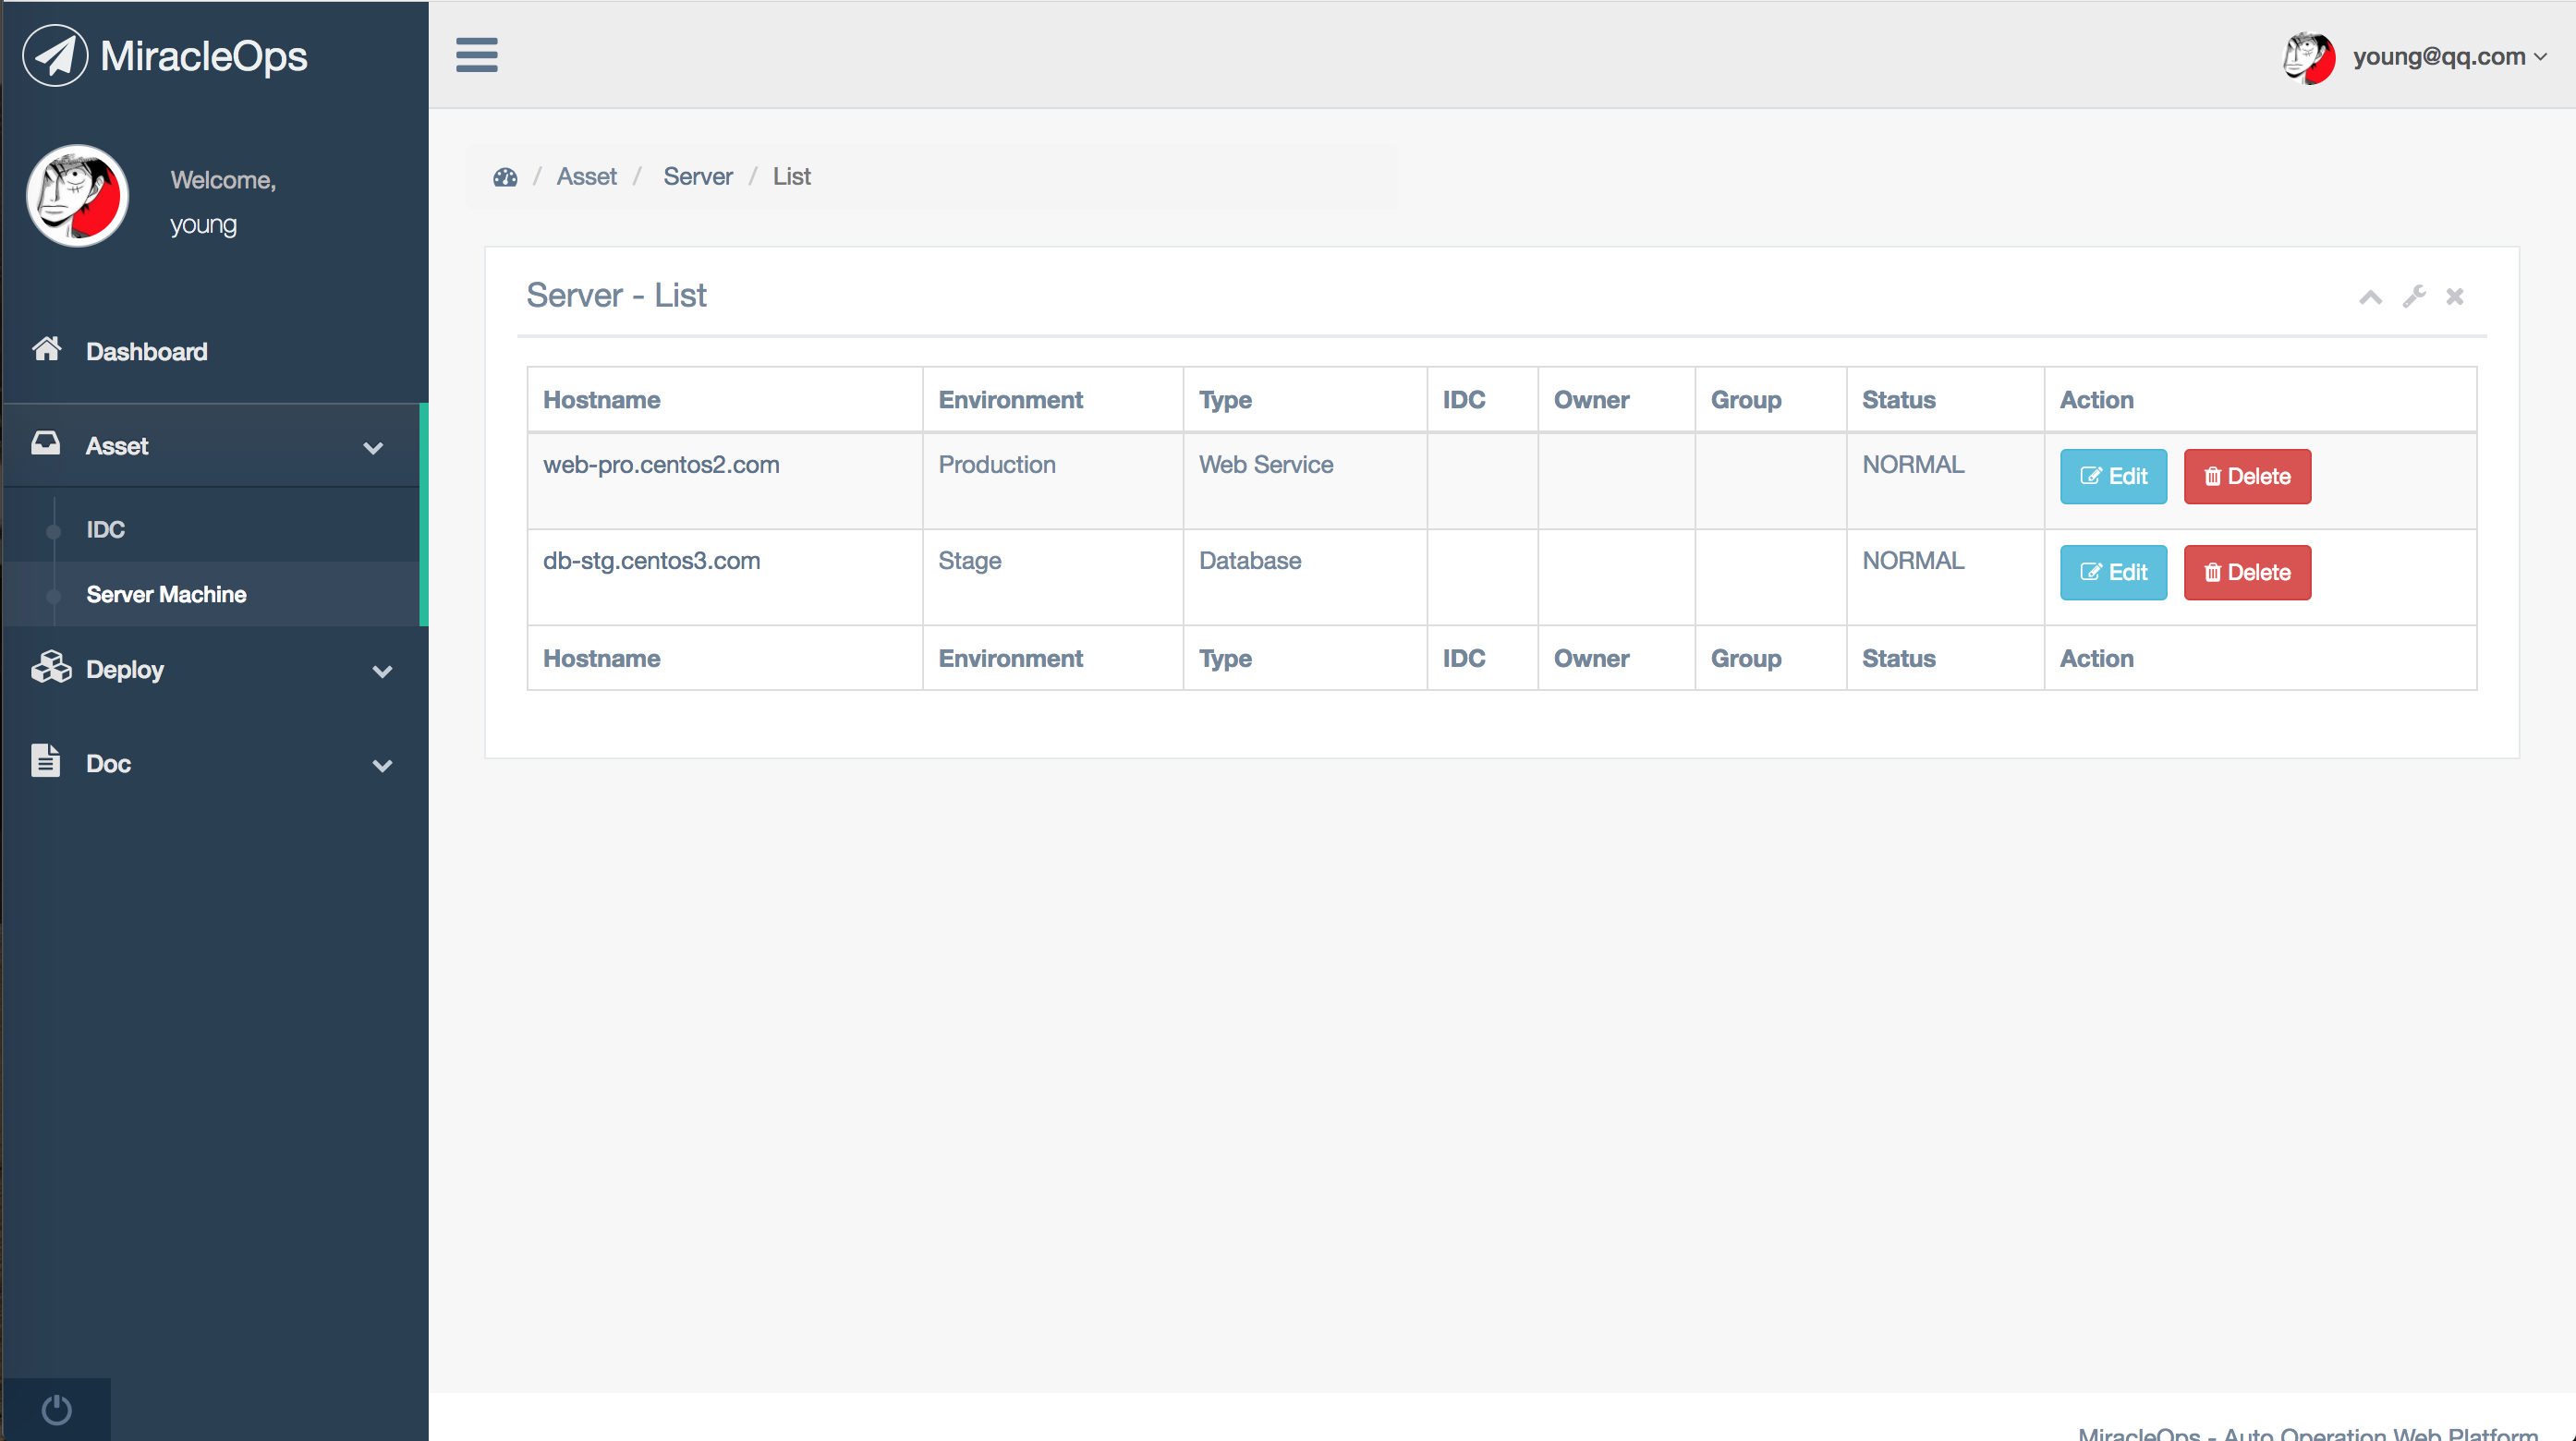 MiracleOps
young@qq.com
Welcome,
young
/ Asset / Server / List
Server - List
Dashboard
Hostname Environment Type IDC Owner Group Status Action
Asset
web-pro.centos2.com Production Web Service NORMAL Edit Delete
IDC
db-stg.centos3.com Stage Database NORMAL Edit Delete
Server Machine
Hostname Environment Type IDC Owner Group Status Action
Deploy
Doc
MiracleOps - Auto Operation Web Platform